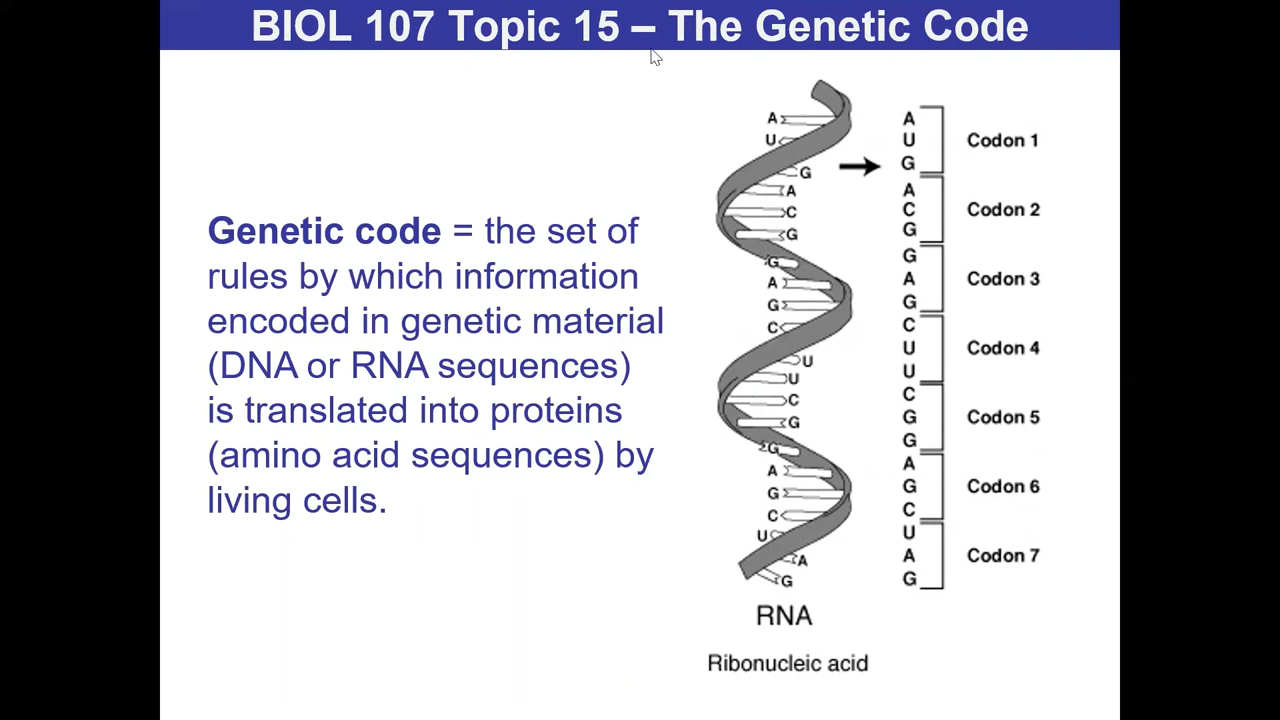 BIOL 107 Topic 15 – The Genetic Code
Genetic code = the set of
rules by which information
encoded in genetic material
(DNA or RNA sequences)
is translated into proteins
(amino acid sequences) by
living cells.
A
U
G
A
C
G
G
A
G
C
U
U
C
G
G
A
G
C
U
A
G
RNA
Ribonucleic acid
A
U
G
Codon 1
A
C
G
Codon 2
G
A
G
Codon 3
C
U
U
Codon 4
C
G
G
Codon 5
A
G
C
Codon 6
U
A
G
Codon 7